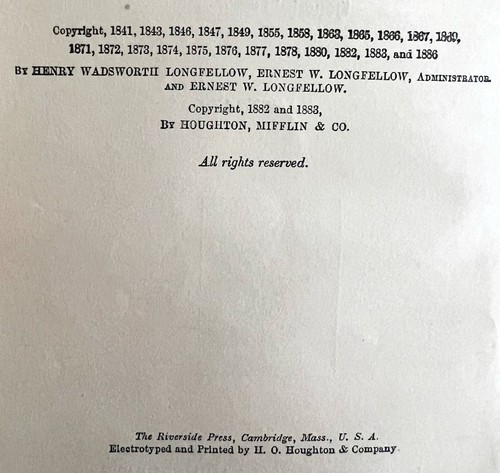 Copyright, 1841, 1843, 1846, 1847, 1849, 1855, 1858, 1863, 1865, 1866, 1867, 1869,
1871, 1872, 1873, 1874, 1875, 1876, 1877, 1878, 1880, 1882, 1883, and 1886
BY HENRY WADSWORTH LONGFELLOW, ERNEST W. LONGFELLOW, ADMINISTRATOR
AND ERNEST W. LONGFELLOW.
Copyright, 1882 and 1883,
BY HOUGHTON, MIFFLIN & CO.
All rights reserved.
The Riverside Press, Cambridge, Mass., U. S. A.
Electrotyped and Printed by H. O. Houghton & Company